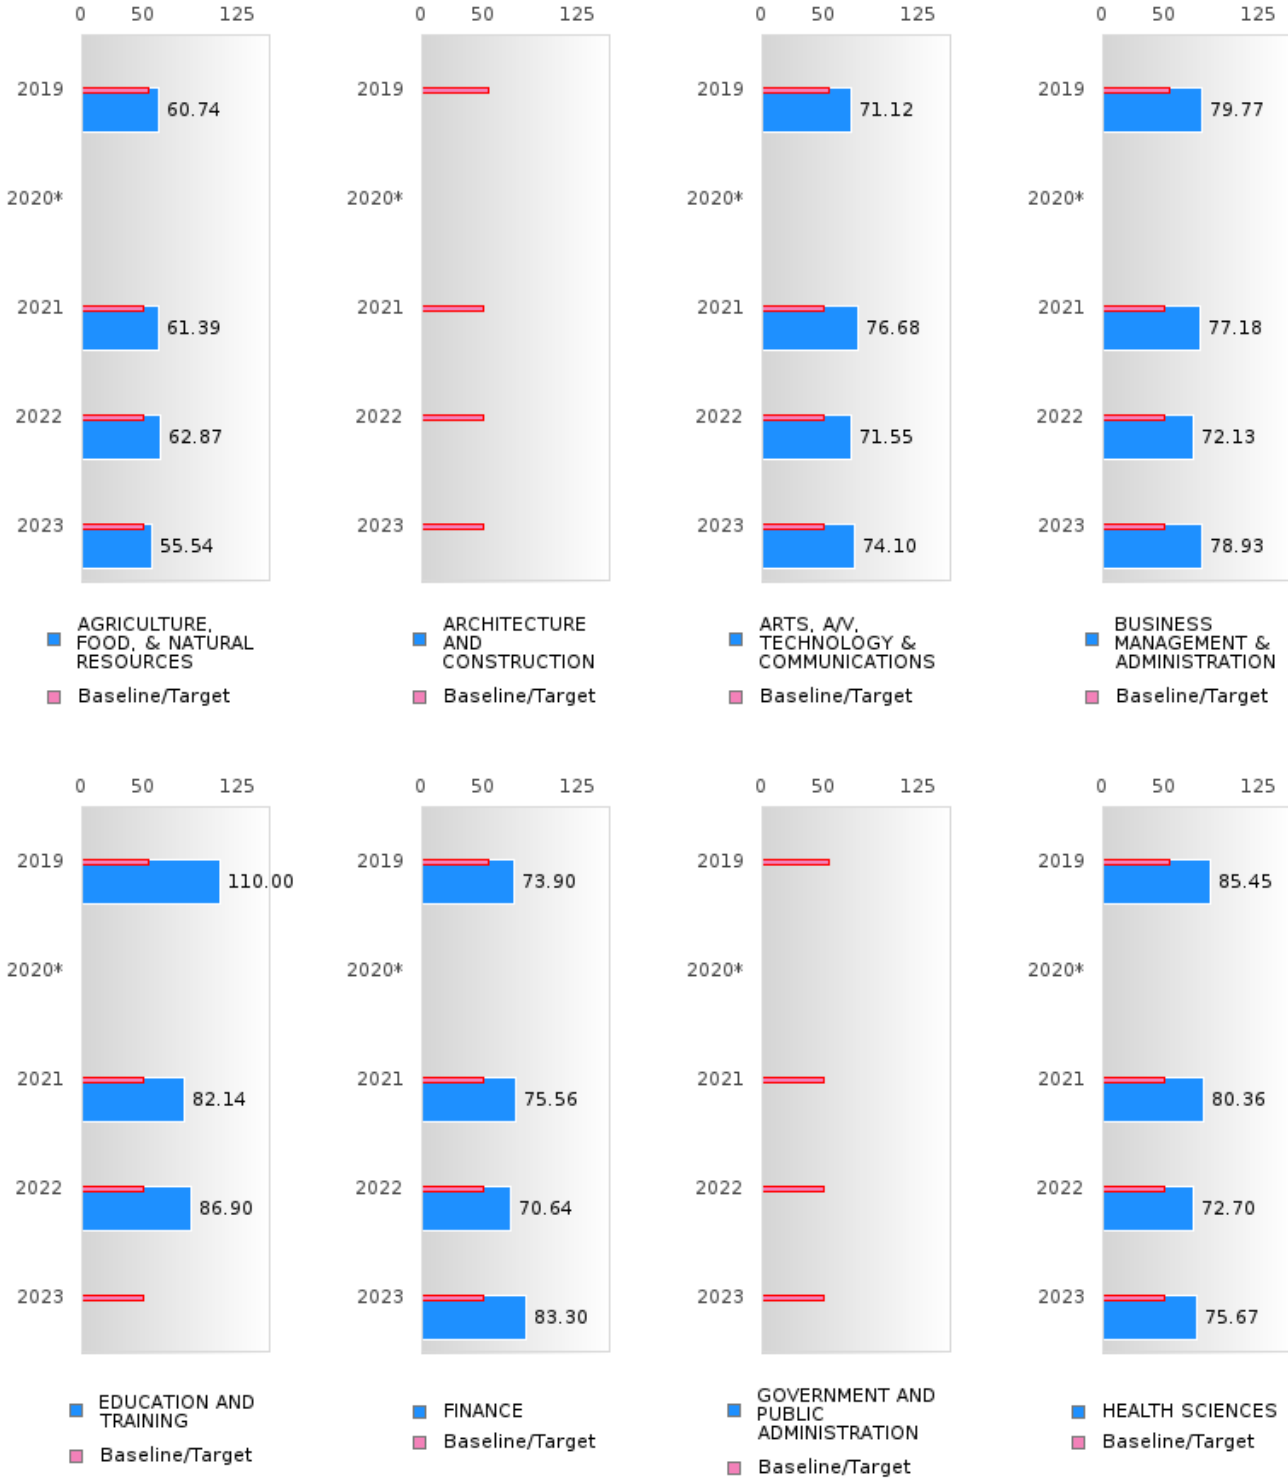 0 50 125 0 50 125 0 50 125 0 50 125
2019 60.74 2019 2019 71.12 2019 79.77
2020* 2020* 2020* 2020*
2021 61.39 2021 2021 76.68 2021 77.18
2022 62.87 2022 2022 71.55 2022 72.13
2023 55.54 2023 2023 74.10 2023 78.93
AGRICULTURE,
FOOD, & NATURAL
RESOURCES
Baseline/Target
ARCHITECTURE
AND
CONSTRUCTION
Baseline/Target
ARTS, A/V,
TECHNOLOGY &
COMMUNICATIONS
Baseline/Target
BUSINESS
MANAGEMENT &
ADMINISTRATION
Baseline/Target
0 50 125 0 50 125 0 50 125 0 50 125
2019 110.00 2019 73.90 2019 2019 85.45
2020* 2020* 2020* 2020*
2021 82.14 2021 75.56 2021 2021 80.36
2022 86.90 2022 70.64 2022 2022 72.70
2023 2023 83.30 2023 2023 75.67
EDUCATION AND
TRAINING
Baseline/Target
FINANCE
Baseline/Target
GOVERNMENT AND
PUBLIC
ADMINISTRATION
Baseline/Target
HEALTH SCIENCES
Baseline/Target